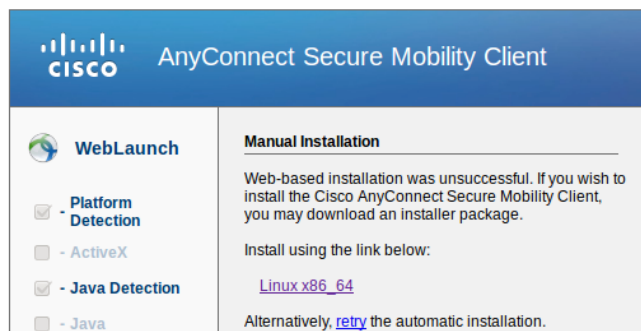 CISCO
AnyConnect Secure Mobility Client
WebLaunch
- Platform
Detection
- ActiveX
- Java Detection
- Java
Manual Installation
Web-based installation was unsuccessful. If you wish to
install the Cisco AnyConnect Secure Mobility Client,
you may download an installer package.
Install using the link below:
Linux x86_64
Alternatively, retry the automatic installation.